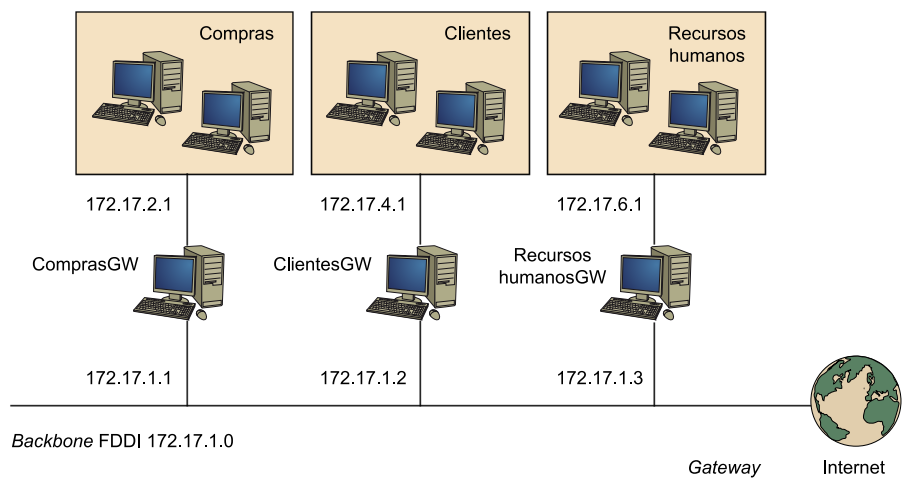 Compras
Clientes
Recursos
humanos
172.17.2.1
172.17.4.1
172.17.6.1
ComprasGW
ClientesGW
Recursos
humanosGW
172.17.1.1
172.17.1.2
172.17.1.3
Backbone FDDI 172.17.1.0
Gateway
Internet